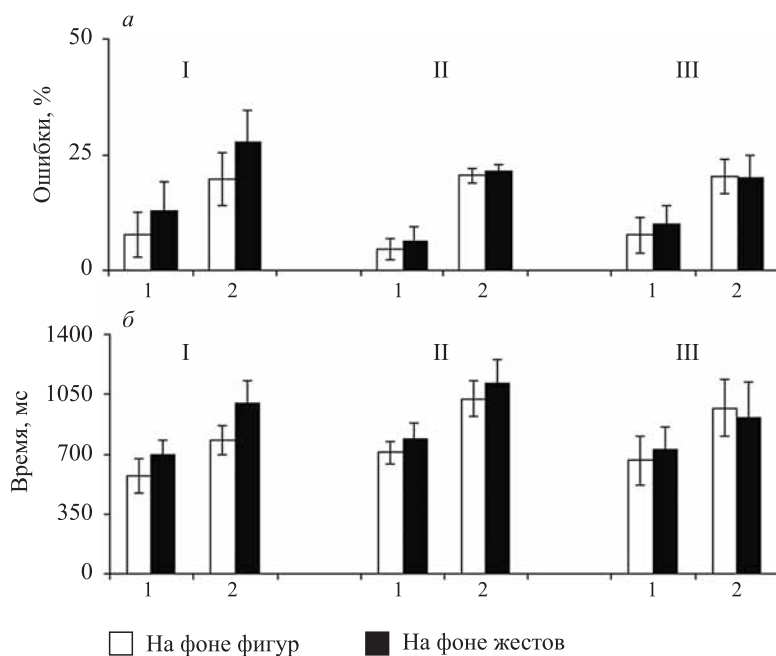 а
50
I II III
Ошибки, %
25
0
1 2 1 2 1 2
б
1400
I II III
1050
Время, мс
700
350
0
1 2 1 2 1 2
На фоне фигур На фоне жестов